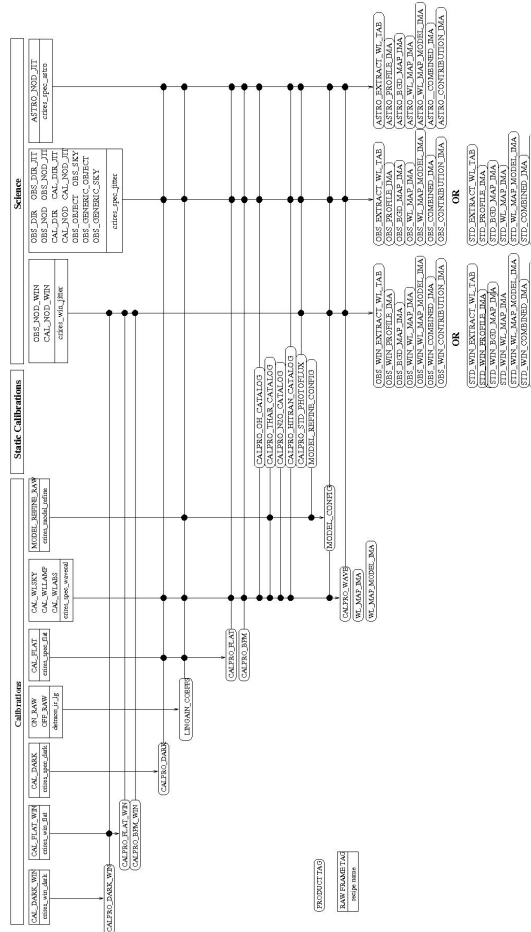 Calibrations
Static Calibrations
Science
CAL_DARK_WIN
crires_win_dark
CAL_FLAT_WIN
crires_win_flat
CAL_DARK
crires_spec_dark
ON_RAW
OFF_RAW
detmon_ir_lg
CAL_FLAT
crires_spec_flat
CAL_WLSKY
CAL_WLLAMP
CAL_WLABS
crires_spec_wavecal
MODEL_REFINE_RAW
crires_model_refine
OBS_NOD_WIN
CAL_NOD_WIN
crires_win_jitter
OBS_DIR OBS_DIR_JIT
OBS_NOD OBS_NOD_JIT
CAL_DIR CAL_DIR_JIT
CAL_NOD CAL_NOD_JIT
OBS_OBJECT OBS_SKY
OBS_GENERIC_OBJECT
OBS_GENERIC_SKY
crires_spec_jitter
ASTRO_NOD_JIT
crires_spec_astro
CALPRO_DARK_WIN
CALPRO_FLAT_WIN
CALPRO_BPM_WIN
CALPRO_DARK
LINGAIN_COEFFS
CALPRO_FLAT
CALPRO_BPM
CALPRO_OH_CATALOG
CALPRO_THAR_CATALOG
CALPRO_N2O_CATALOG
CALPRO_HITRAN_CATALOG
CALPRO_STD_PHOTOFLUX
MODEL_REFINE_CONFIG
MODEL_CONFIG
CALPRO_WAVE
WL_MAP_IMA
WL_MAP_MODEL_IMA
OBS_WIN_EXTRACT_WL_TAB
OBS_WIN_PROFILE_IMA
OBS_BGD_MAP_IMA
OBS_WIN_WL_MAP_IMA
OBS_WIN_WL_MAP_MODEL_IMA
OBS_WIN_COMBINED_IMA
OBS_WIN_CONTRIBUTION_IMA
OR
STD_WIN_EXTRACT_WL_TAB
STD_WIN_PROFILE_IMA
STD_WIN_BGD_MAP_IMA
STD_WIN_WL_MAP_IMA
STD_WIN_WL_MAP_MODEL_IMA
STD_WIN_COMBINED_IMA
OBS_EXTRACT_WL_TAB
OBS_PROFILE_IMA
OBS_BGD_MAP_IMA
OBS_WL_MAP_IMA
OBS_WL_MAP_MODEL_IMA
OBS_COMBINED_IMA
OBS_CONTRIBUTION_IMA
OR
STD_EXTRACT_WL_TAB
STD_PROFILE_IMA
STD_BGD_MAP_IMA
STD_WL_MAP_IMA
STD_WL_MAP_MODEL_IMA
STD_COMBINED_IMA
ASTRO_EXTRACT_WL_TAB
ASTRO_PROFILE_IMA
ASTRO_BGD_MAP_IMA
ASTRO_WL_MAP_IMA
ASTRO_WL_MAP_MODEL_IMA
ASTRO_COMBINED_IMA
ASTRO_CONTRIBUTION_IMA
PRODUCT TAG
RAW FRAME TAG
recipe name